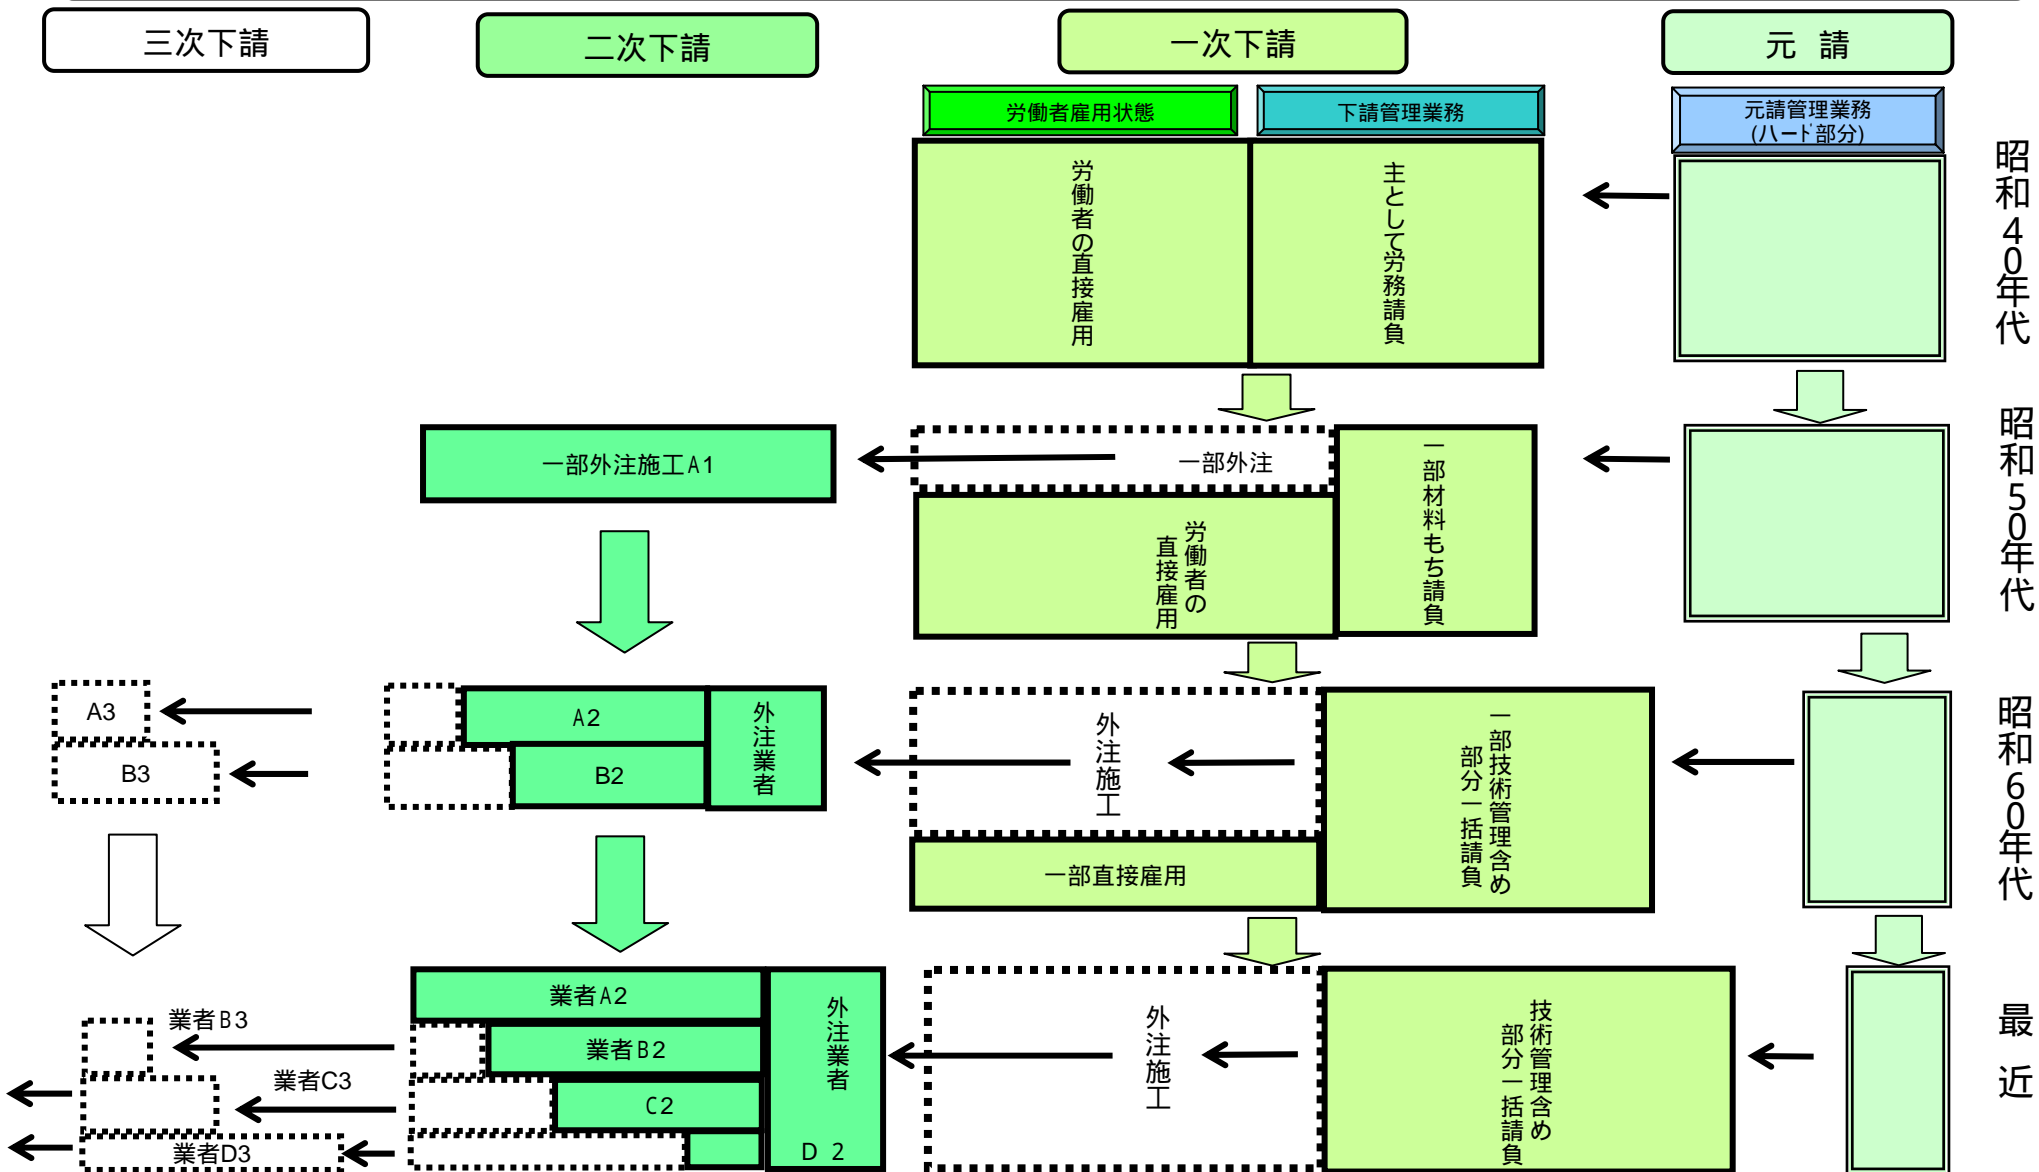 三次下請
二次下請
一次下請
元 請
労働者雇用状態
下請管理業務
元請管理業務
(ハード部分)
労働者の直接雇用
主として労務請負
昭和40年代
一部外注施工A1
一部外注
労働者の
直接雇用
一部材料もち請負
昭和50年代
A3
B3
A2
B2
外注業者
外注施工
一部直接雇用
一部技術管理含め
部分一括請負
昭和60年代
業者B3
業者C3
業者D3
業者A2
業者B2
C2
D 2
外注業者
外注施工
技術管理含め
部分一括請負
最 近